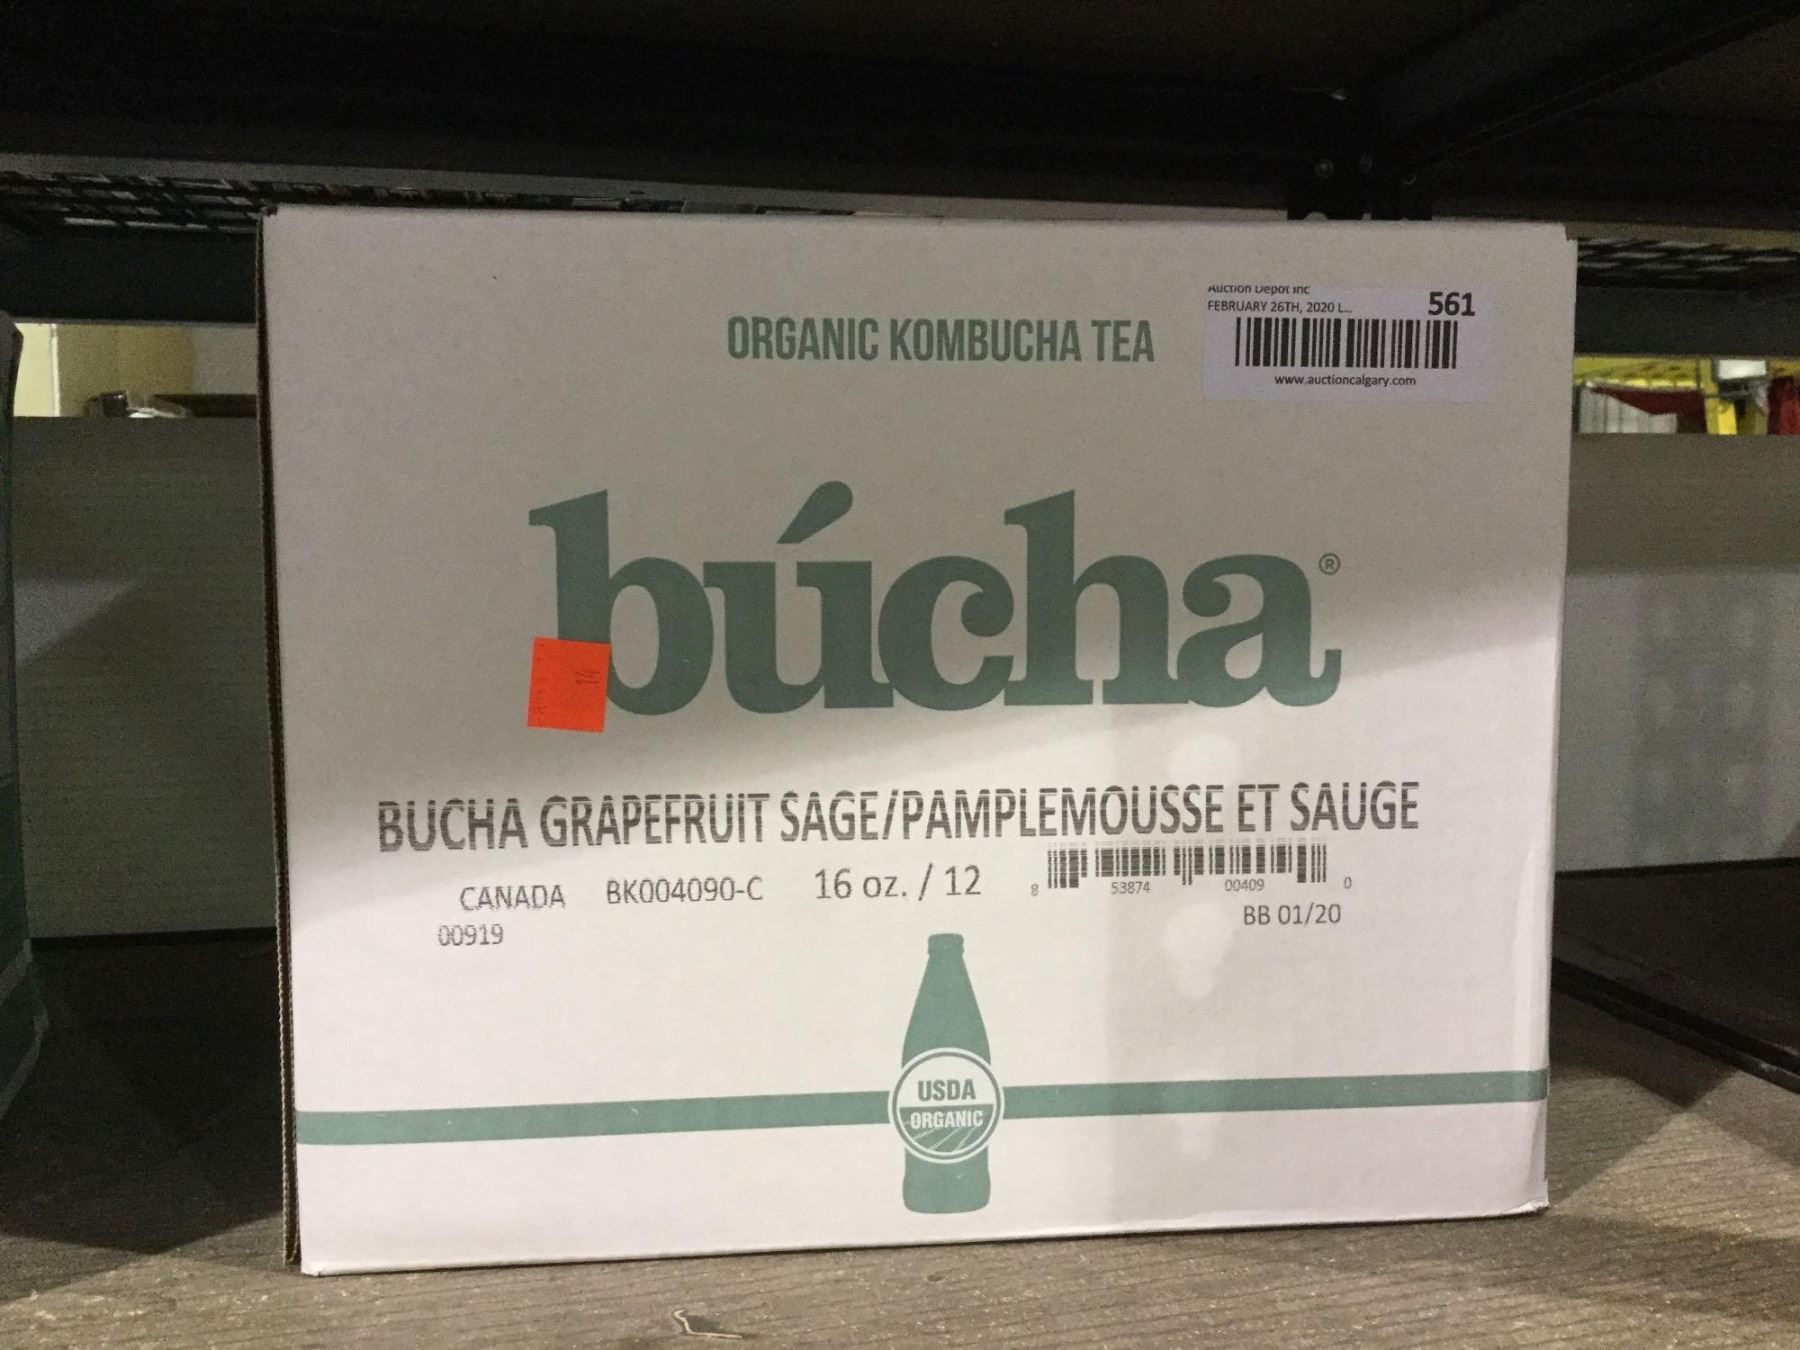 Auction Depot Inc
FEBRUARY 26TH, 2020 L...
561
www.auctioncalgary.com
ORGANIC KOMBUCHA TEA
búcha®
BUCHA GRAPEFRUIT SAGE/PAMPLEMOUSSE ET SAUGE
CANADA BK004090-C 16 oz. / 12
8 53874 00409 0
00919
BB 01/20
USDA
ORGANIC